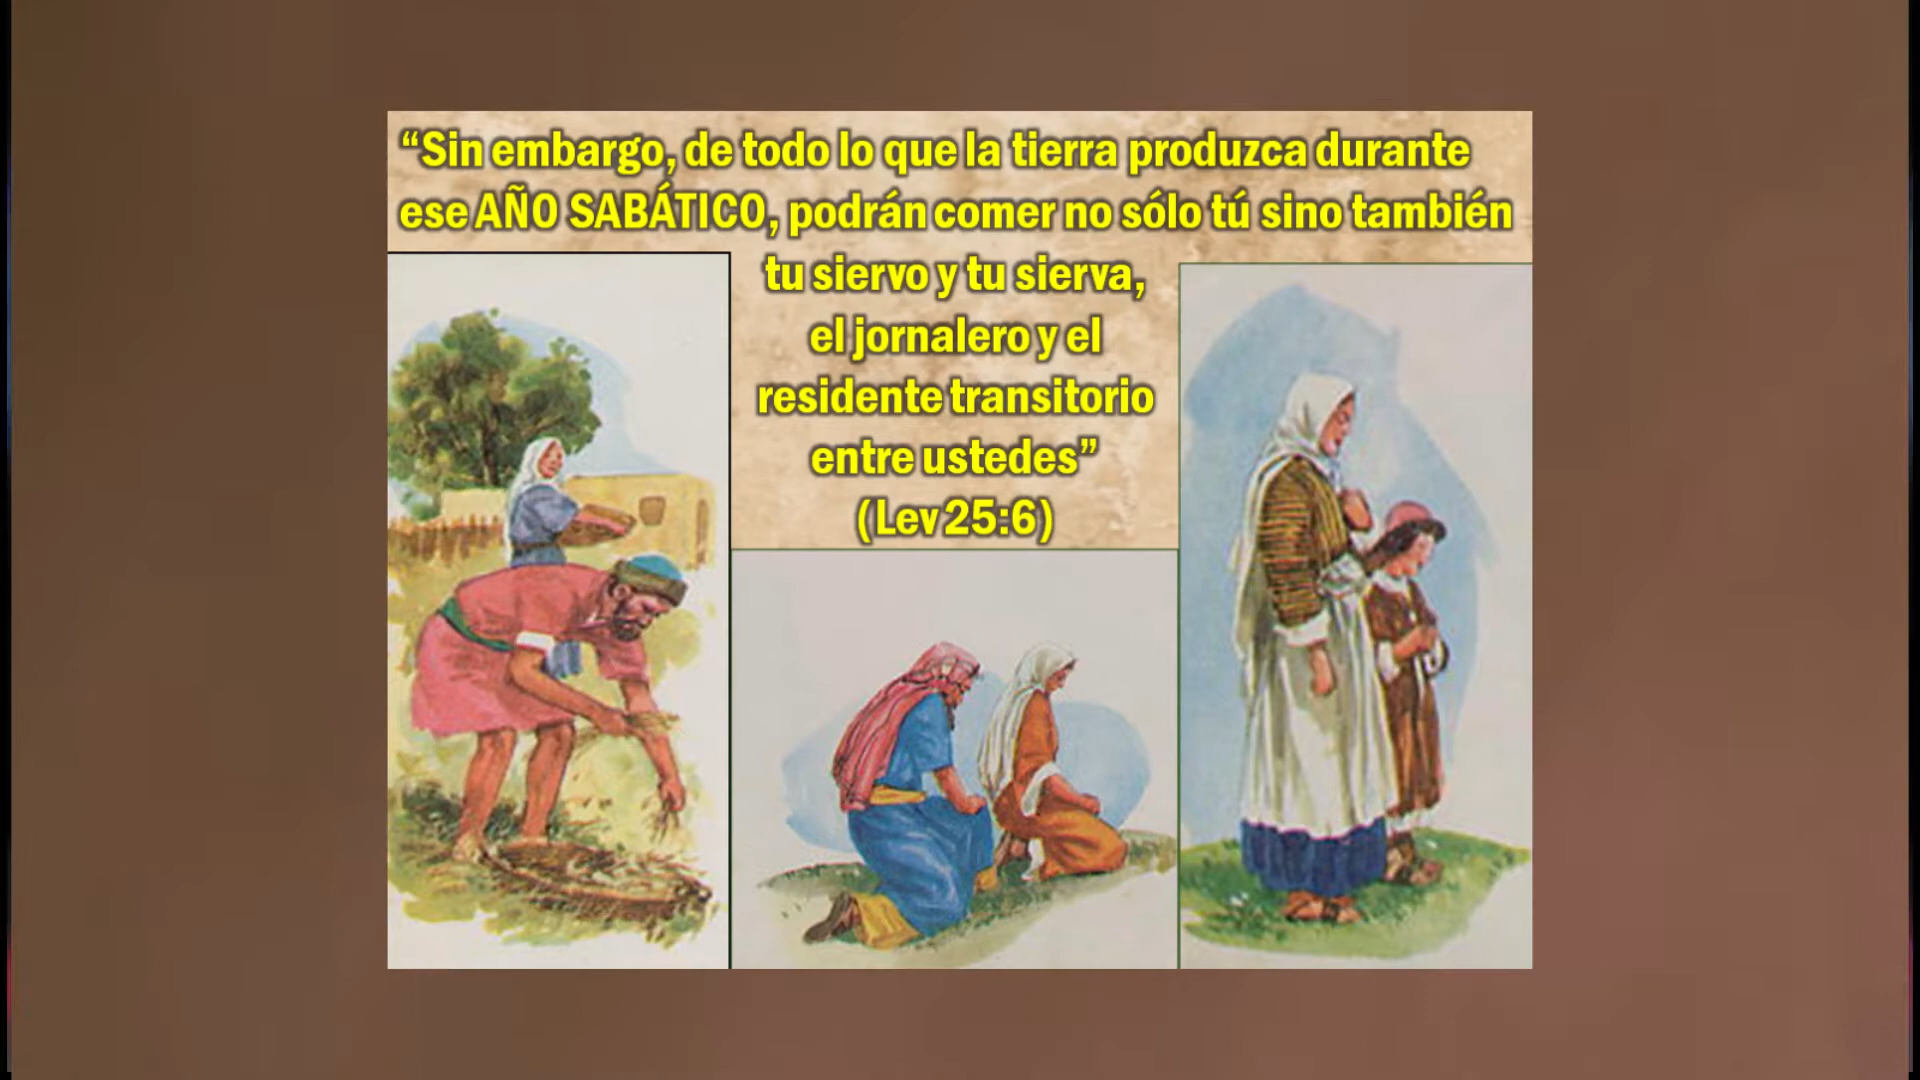 “Sin embargo, de todo lo que la tierra produzca durante
ese AÑO SABÁTICO, podrán comer no sólo tú sino también
tu siervo y tu sierva,
el jornalero y el
residente transitorio
entre ustedes”
(Lev 25:6)